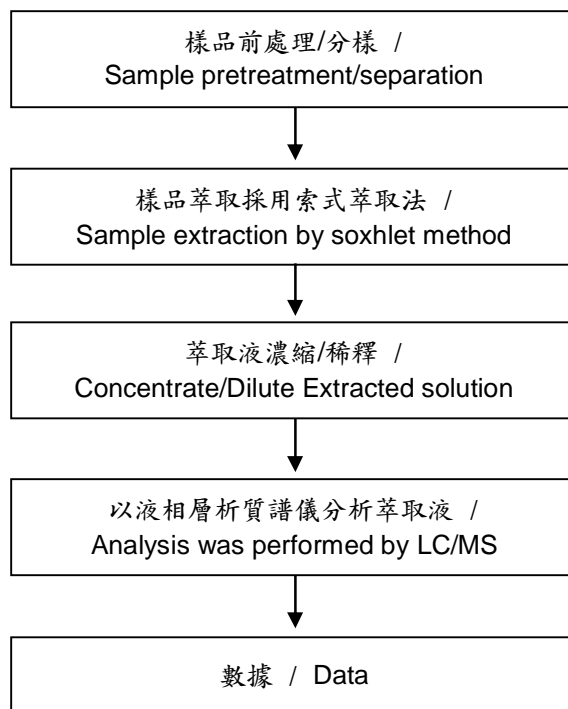 樣品前處理/分樣 /
Sample pretreatment/separation
樣品萃取採用索式萃取法 /
Sample extraction by soxhlet method
萃取液濃縮/稀釋 /
Concentrate/Dilute Extracted solution
以液相層析質譜儀分析萃取液 /
Analysis was performed by LC/MS
數據 / Data